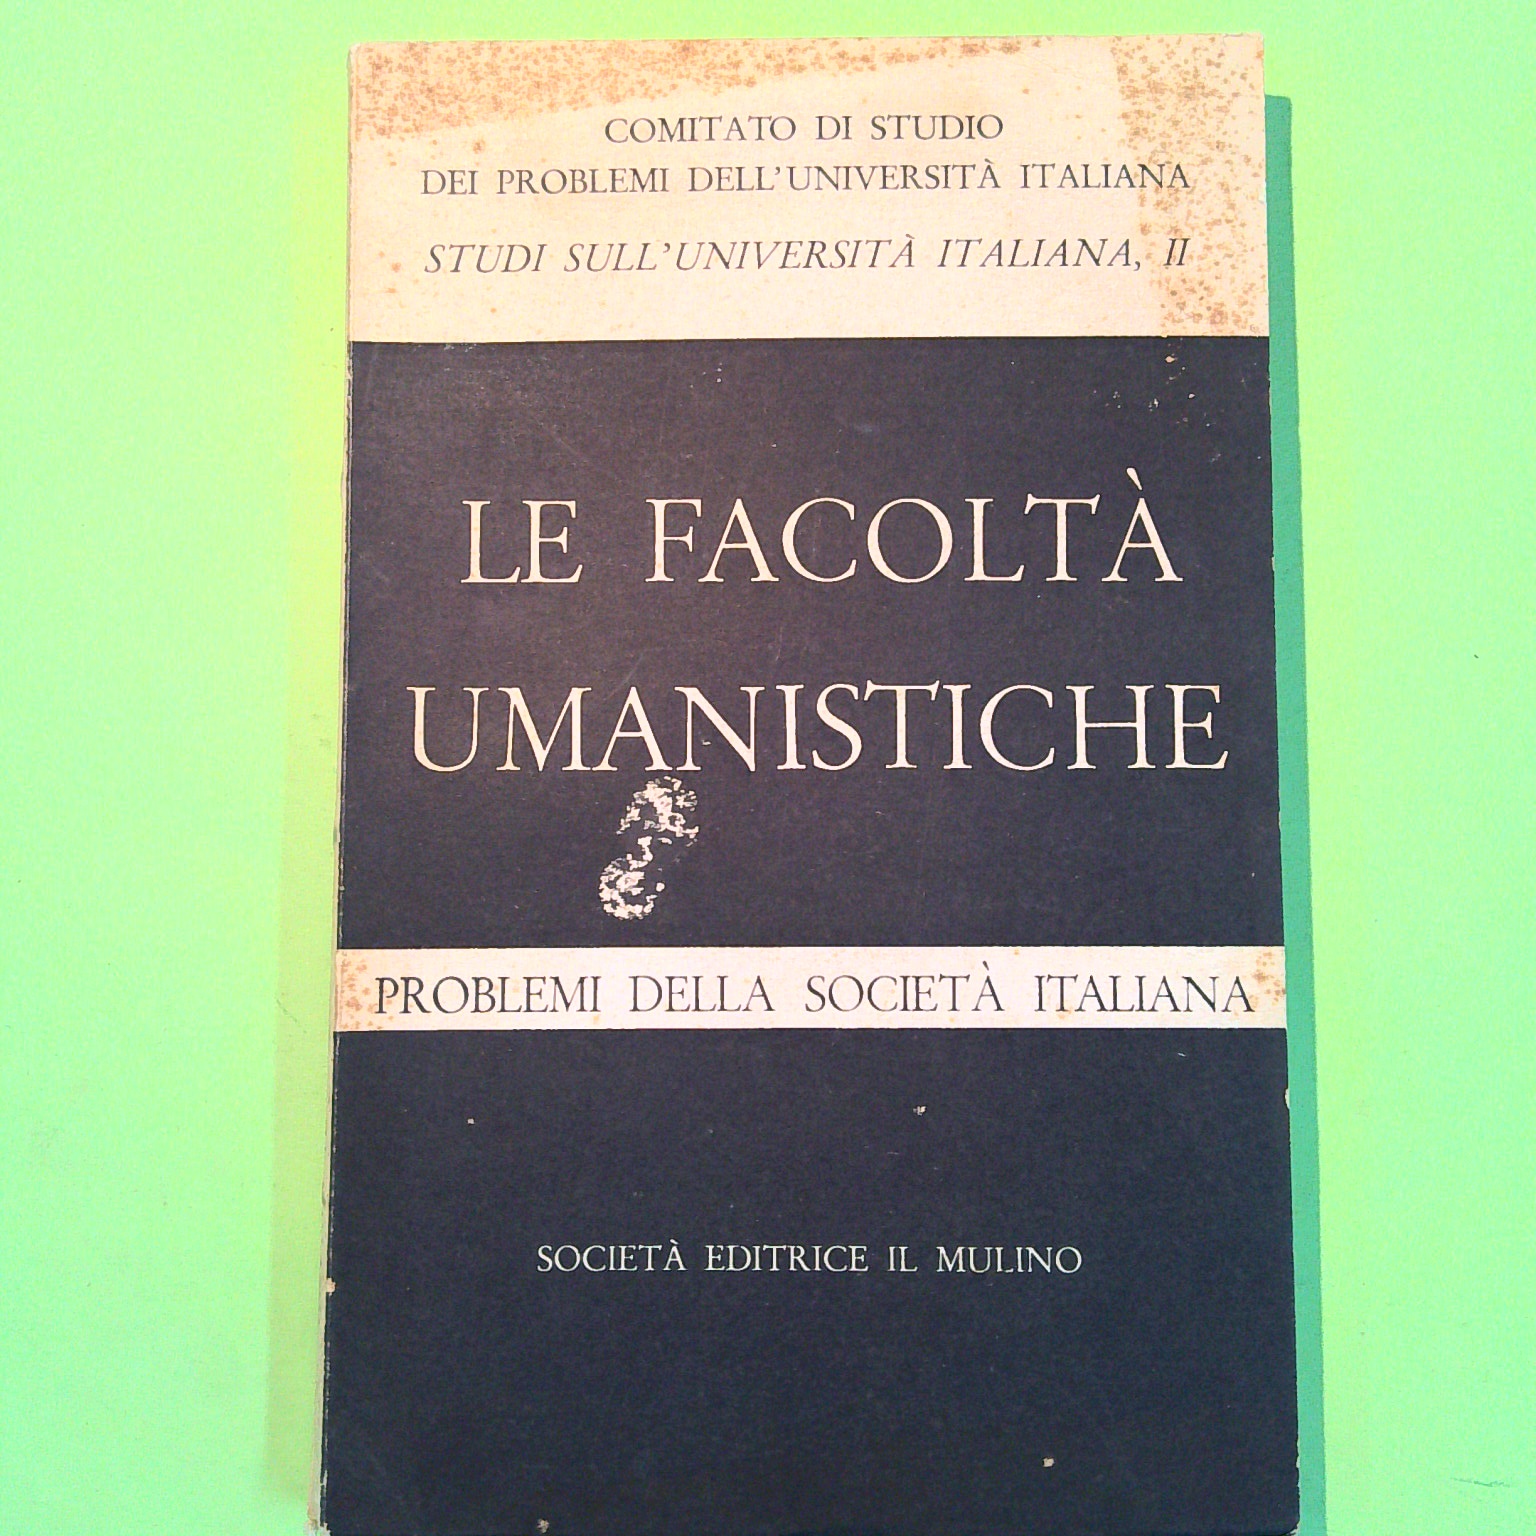 COMITATO DI STUDIO
DEI PROBLEMI DELL'UNIVERSITÀ ITALIANA
STUDI SULL'UNIVERSITÀ ITALIANA, II
LE FACOLTÀ
UMANISTICHE
PROBLEMI DELLA SOCIETÀ ITALIANA
SOCIETÀ EDITRICE IL MULINO